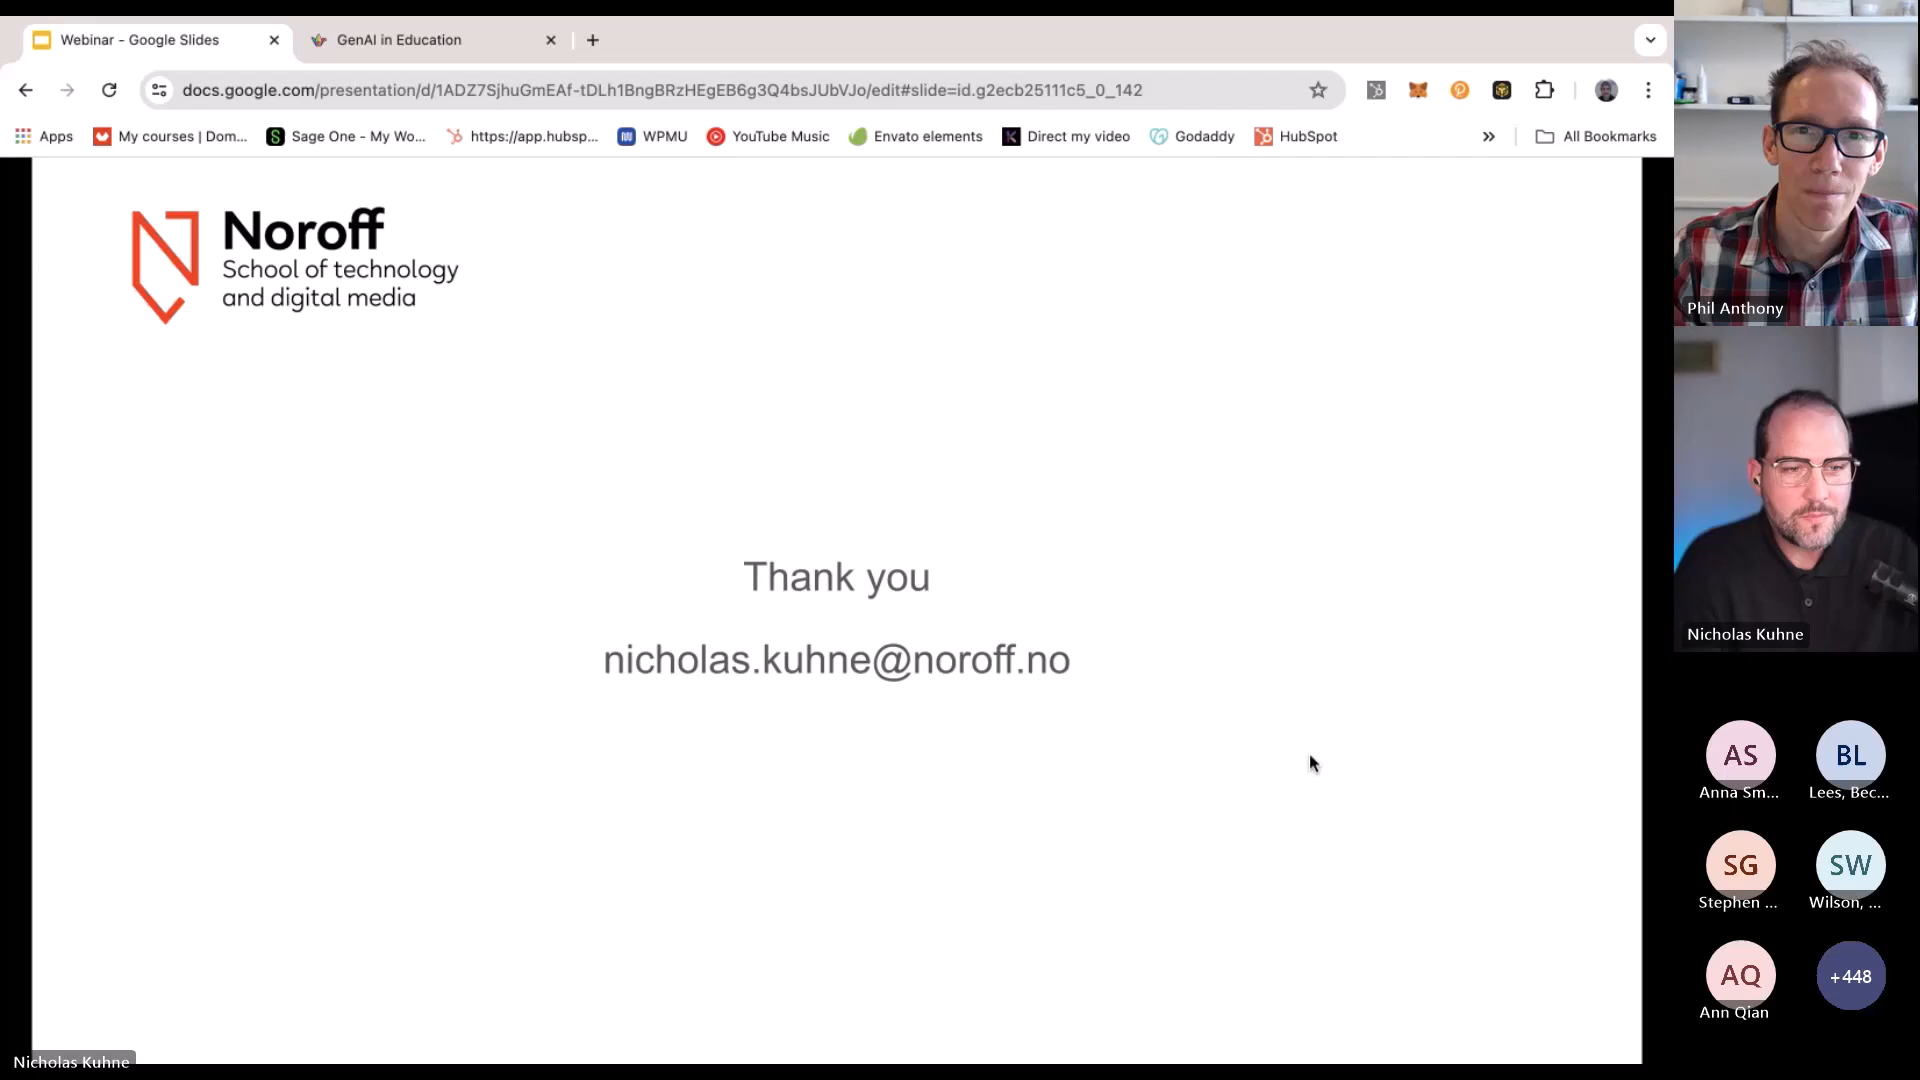 Webinar - Google Slides
GenAI in Education
docs.google.com/presentation/d/1ADZ7SjhuGmEAf-tDLh1BngBRzHEgEB6g3Q4bsJUbVJo/edit#slide=id.g2ecb25111c5_0_142
Apps
My courses | Dom...
Sage One - My Wo...
https://app.hubsp...
WPMU
YouTube Music
Envato elements
Direct my video
Godaddy
HubSpot
All Bookmarks
Noroff
School of technology
and digital media
Thank you
nicholas.kuhne@noroff.no
Nicholas Kuhne
Phil Anthony
Nicholas Kuhne
AS
Anna Sm...
BL
Lees, Bec...
SG
Stephen ...
SW
Wilson, ...
AQ
Ann Qian
+448